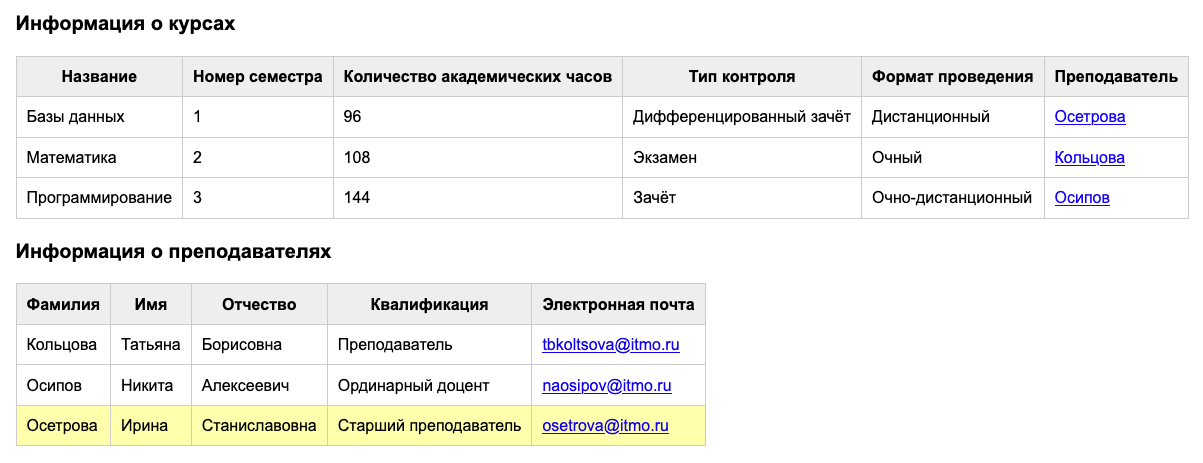 Информация о курсах
Название Номер семестра Количество академических часов Тип контроля Формат проведения Преподаватель
Базы данных 1 96 Дифференцированный зачёт Дистанционный Осетрова
Математика 2 108 Экзамен Очный Кольцова
Программирование 3 144 Зачёт Очно-дистанционный Осипов
Информация о преподавателях
Фамилия Имя Отчество Квалификация Электронная почта
Кольцова Татьяна Борисовна Преподаватель tbkoltsova@itmo.ru
Осипов Никита Алексеевич Ординарный доцент naosipov@itmo.ru
Осетрова Ирина Станиславовна Старший преподаватель osetrova@itmo.ru